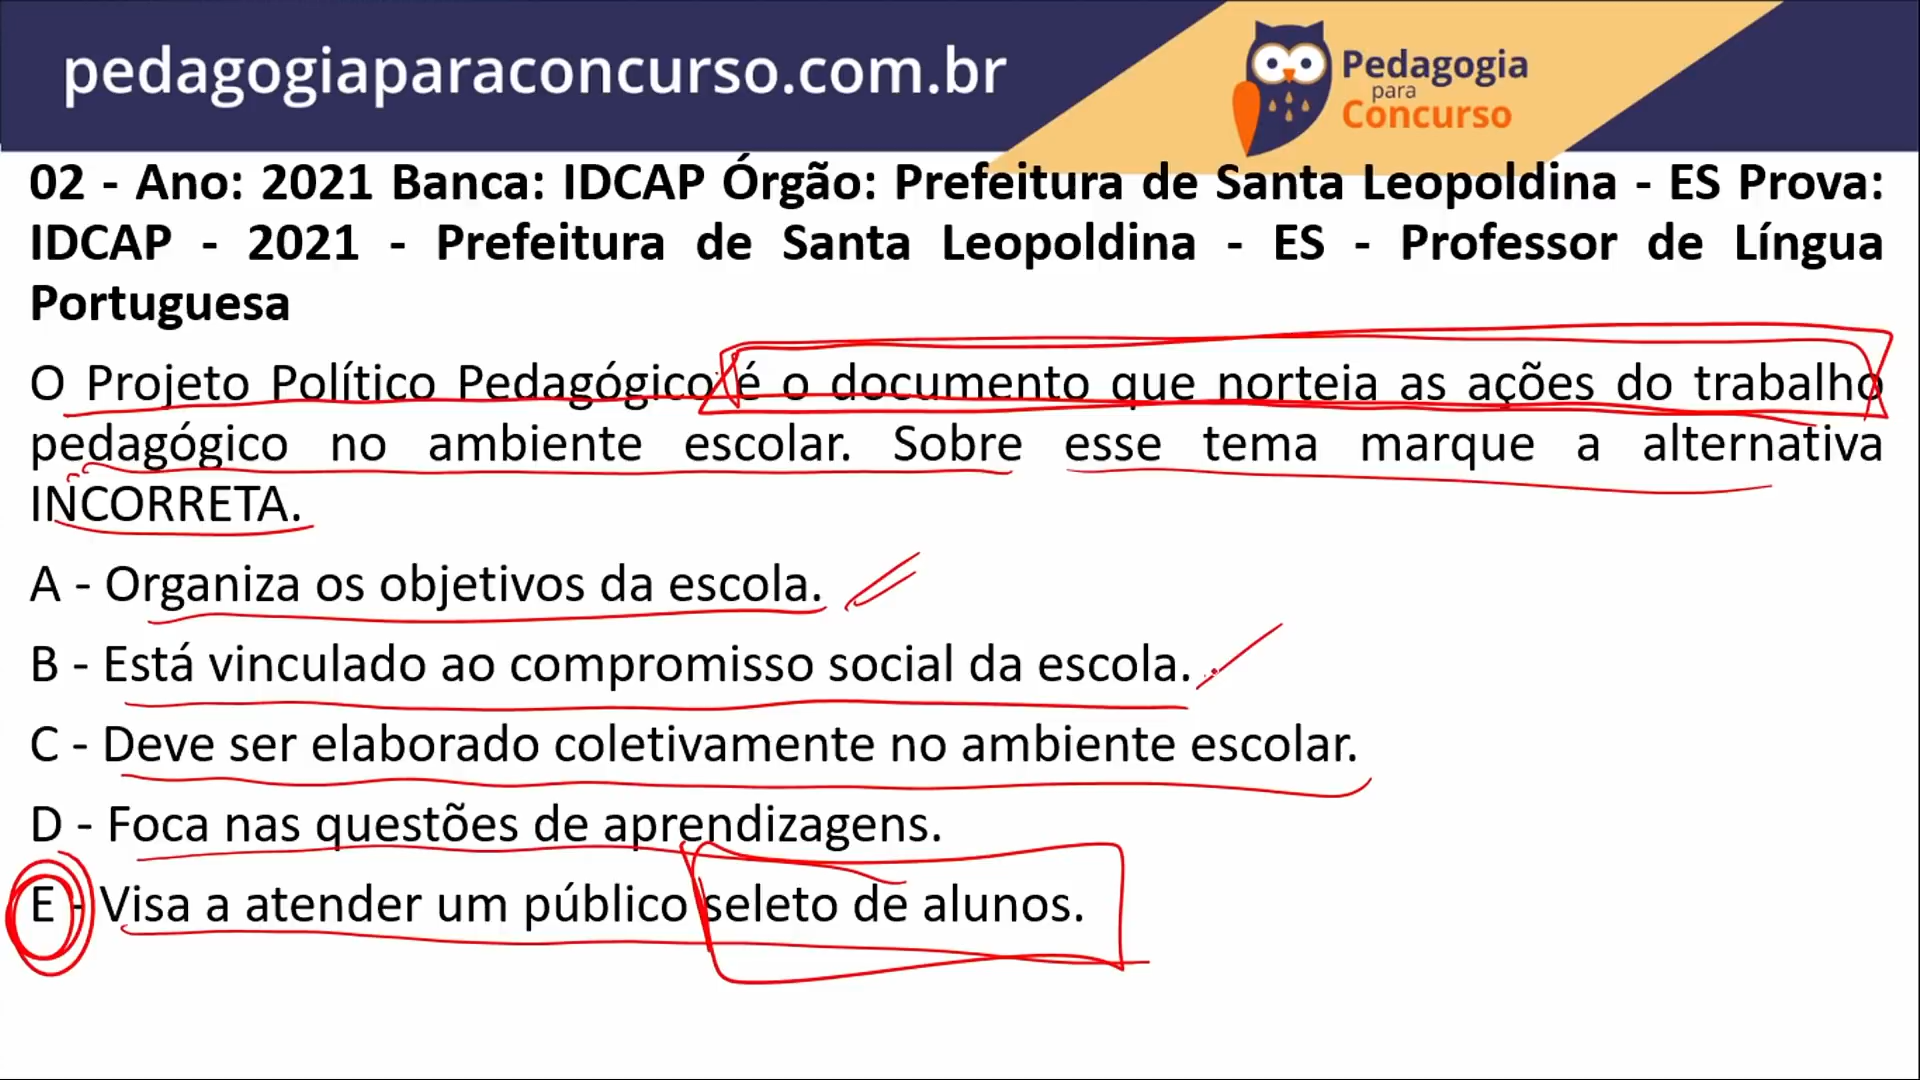 pedagogiaparaconcurso.com.br
Pedagogia
para
Concurso
02 - Ano: 2021 Banca: IDCAP Órgão: Prefeitura de Santa Leopoldina - ES Prova:
IDCAP - 2021 - Prefeitura de Santa Leopoldina - ES - Professor de Língua
Portuguesa
O Projeto Político Pedagógico é o documento que norteia as ações do trabalho
pedagógico no ambiente escolar. Sobre esse tema marque a alternativa
INCORRETA.
A - Organiza os objetivos da escola.
B - Está vinculado ao compromisso social da escola.
C - Deve ser elaborado coletivamente no ambiente escolar.
D - Foca nas questões de aprendizagens.
E - Visa a atender um público seleto de alunos.